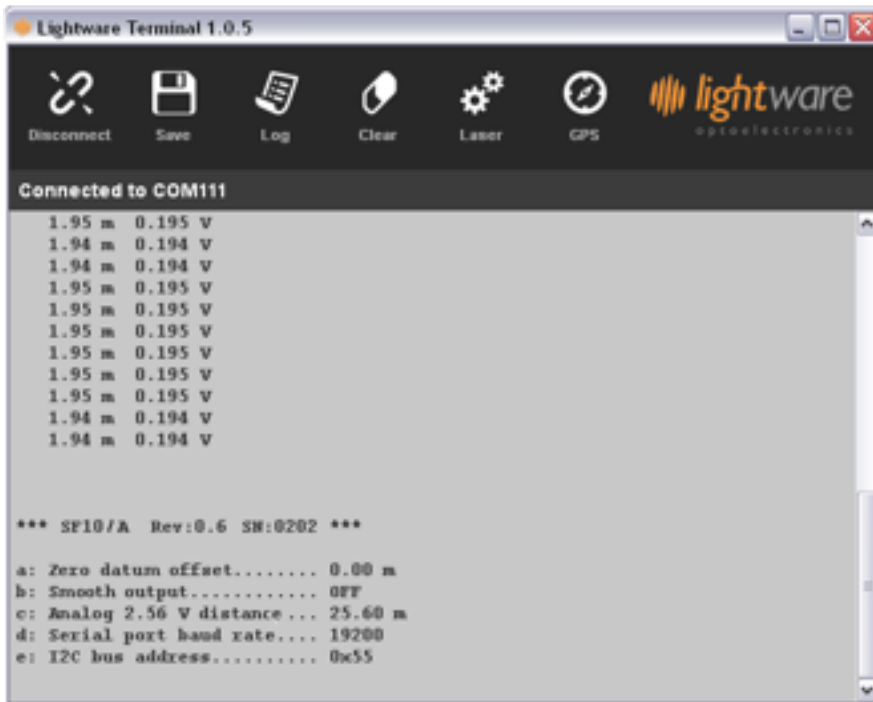 Lightware Terminal 1.0.5
Disconnect Save Log Clear Laser GPS
lightware
optoelectronics
Connected to COM111
1.95 m 0.195 V
1.94 m 0.194 V
1.94 m 0.194 V
1.95 m 0.195 V
1.95 m 0.195 V
1.95 m 0.195 V
1.95 m 0.195 V
1.95 m 0.195 V
1.95 m 0.195 V
1.94 m 0.194 V
1.94 m 0.194 V
*** SF10/A Rev:0.6 SN:0202 ***
a: Zero datum offset........ 0.00 m
b: Smooth output............ OFF
c: Analog 2.56 V distance... 25.60 m
d: Serial port baud rate.... 19200
e: I2C bus address.......... 0x55